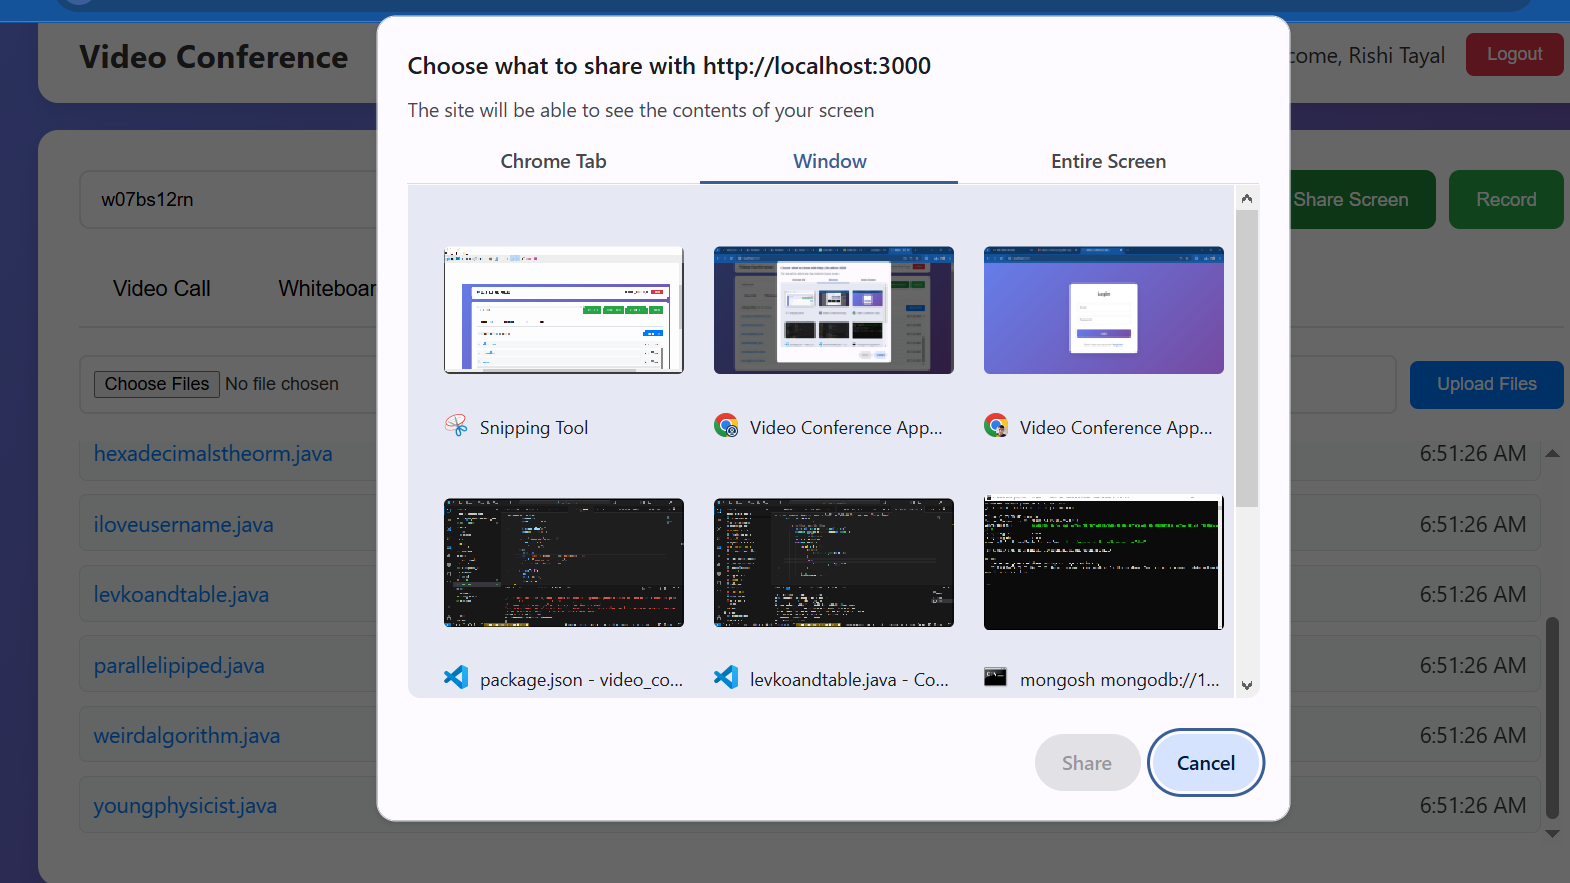 Video Conference
come, Rishi Tayal
Logout
w07bs12rn
Share Screen
Record
Video Call
Whiteboar
Choose Files No file chosen
Upload Files
hexadecimalstheorm.java 6:51:26 AM
iloveusername.java 6:51:26 AM
levkoandtable.java 6:51:26 AM
parallelipiped.java 6:51:26 AM
weirdalgorithm.java 6:51:26 AM
youngphysicist.java 6:51:26 AM
Choose what to share with http://localhost:3000
The site will be able to see the contents of your screen
Chrome Tab Window Entire Screen
Login
Snipping Tool
Video Conference App...
Video Conference App...
package.json - video_co...
levkoandtable.java - Co...
mongosh mongodb://1...
Share
Cancel